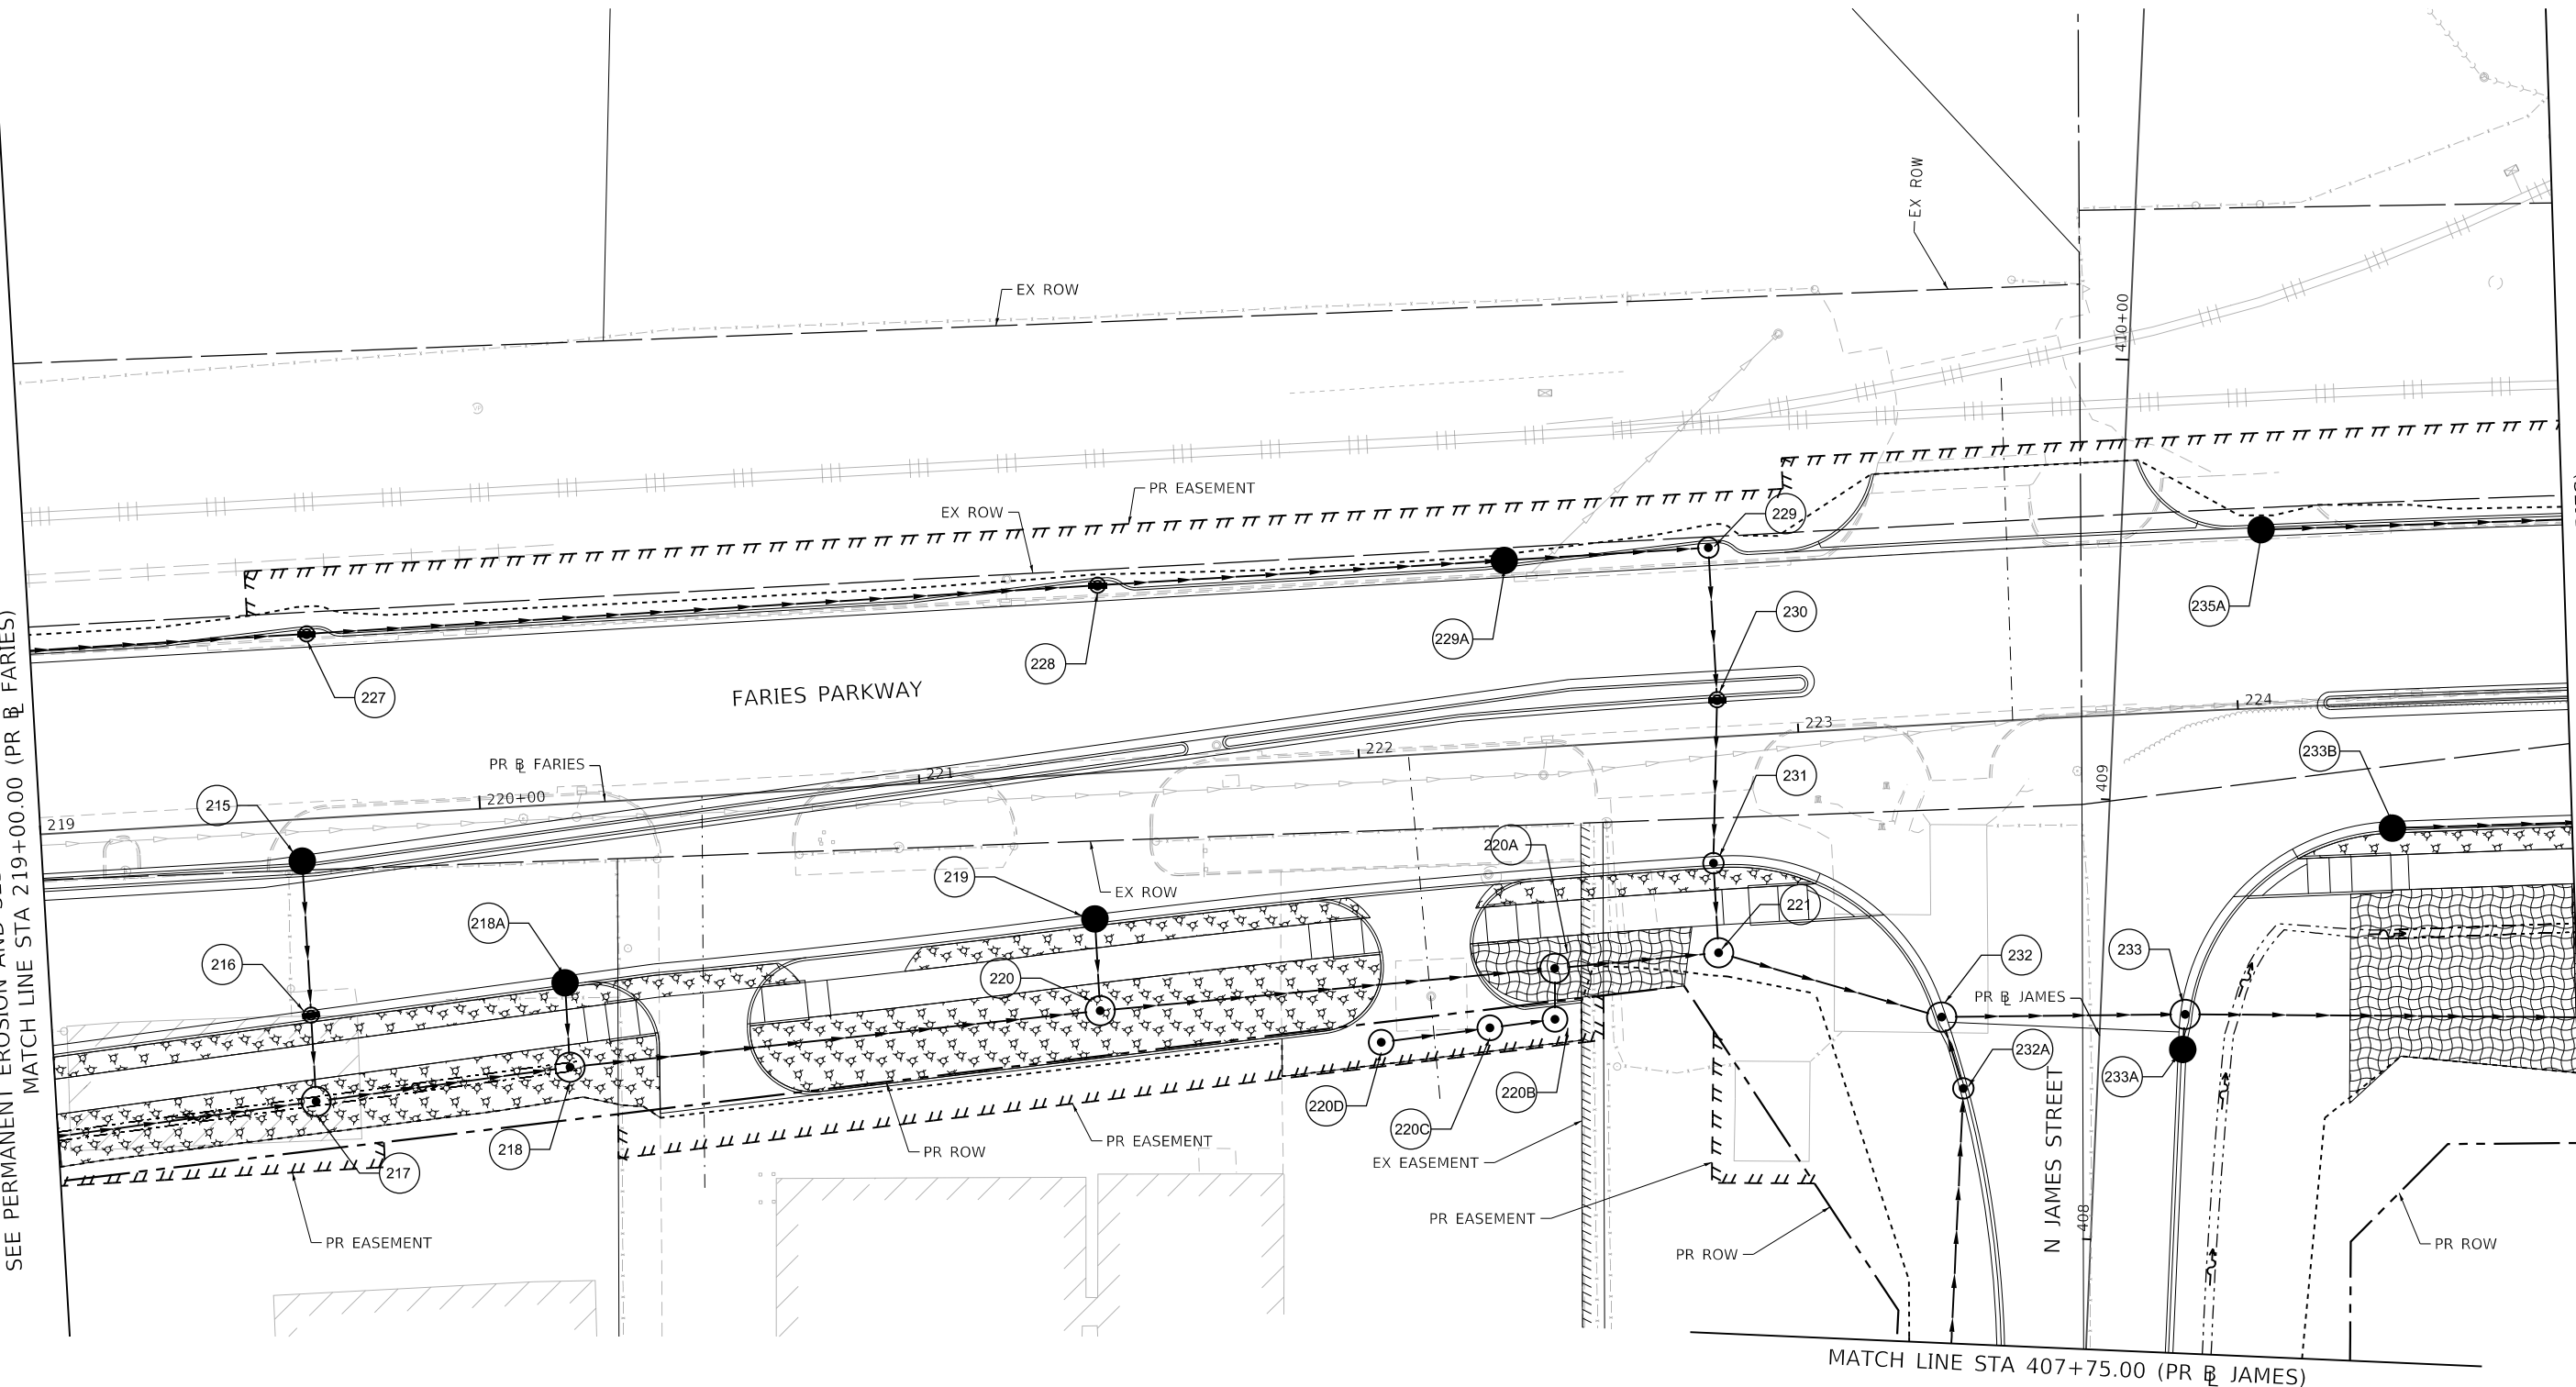 EX ROW
EX ROW
410+00
PR EASEMENT
EX ROW
229
235A
230
229A
228
227
FARIES PARKWAY
224
223
222
233B
PR ℄ FARIES
221
231
220+00
215
219
220A
219
EX ROW
409
221
218A
216
220
232
233
PR ℄ JAMES
232A
233A
220B
220D
220C
218
PR ROW
PR EASEMENT
EX EASEMENT
217
PR EASEMENT
PR EASEMENT
PR ROW
N JAMES STREET
408
PR ROW
MATCH LINE STA 219+00.00 (PR ℄ FARIES)
SEE PERMANENT EROSION AND
MATCH LINE STA 407+75.00 (PR ℄ JAMES)